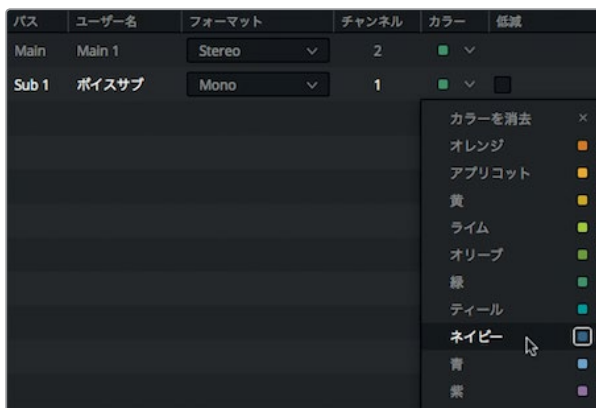 バス ユーザー名 フォーマット チャンネル カラー 低減
Main Main 1 Stereo 2
Sub 1 ボイスサブ Mono 1
カラーを消去 ×
オレンジ
アプリコット
黄
ライム
オリーブ
緑
ティール
ネイビー
青
紫